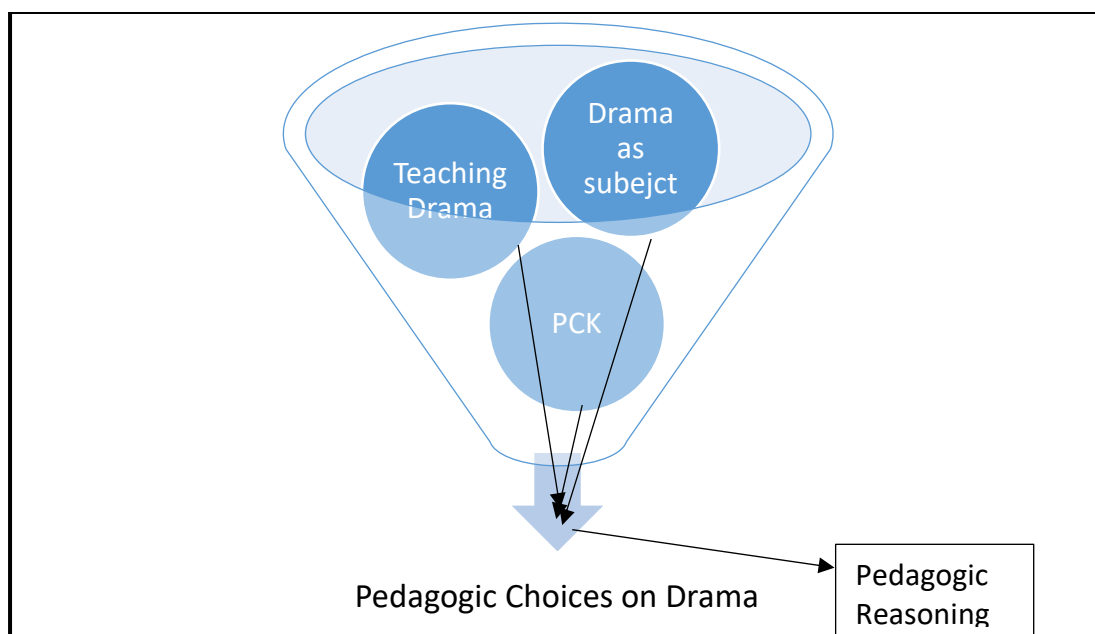 Drama
as
subejct
Teaching
Drama
PCK
Pedagogic Choices on Drama
Pedagogic
Reasoning